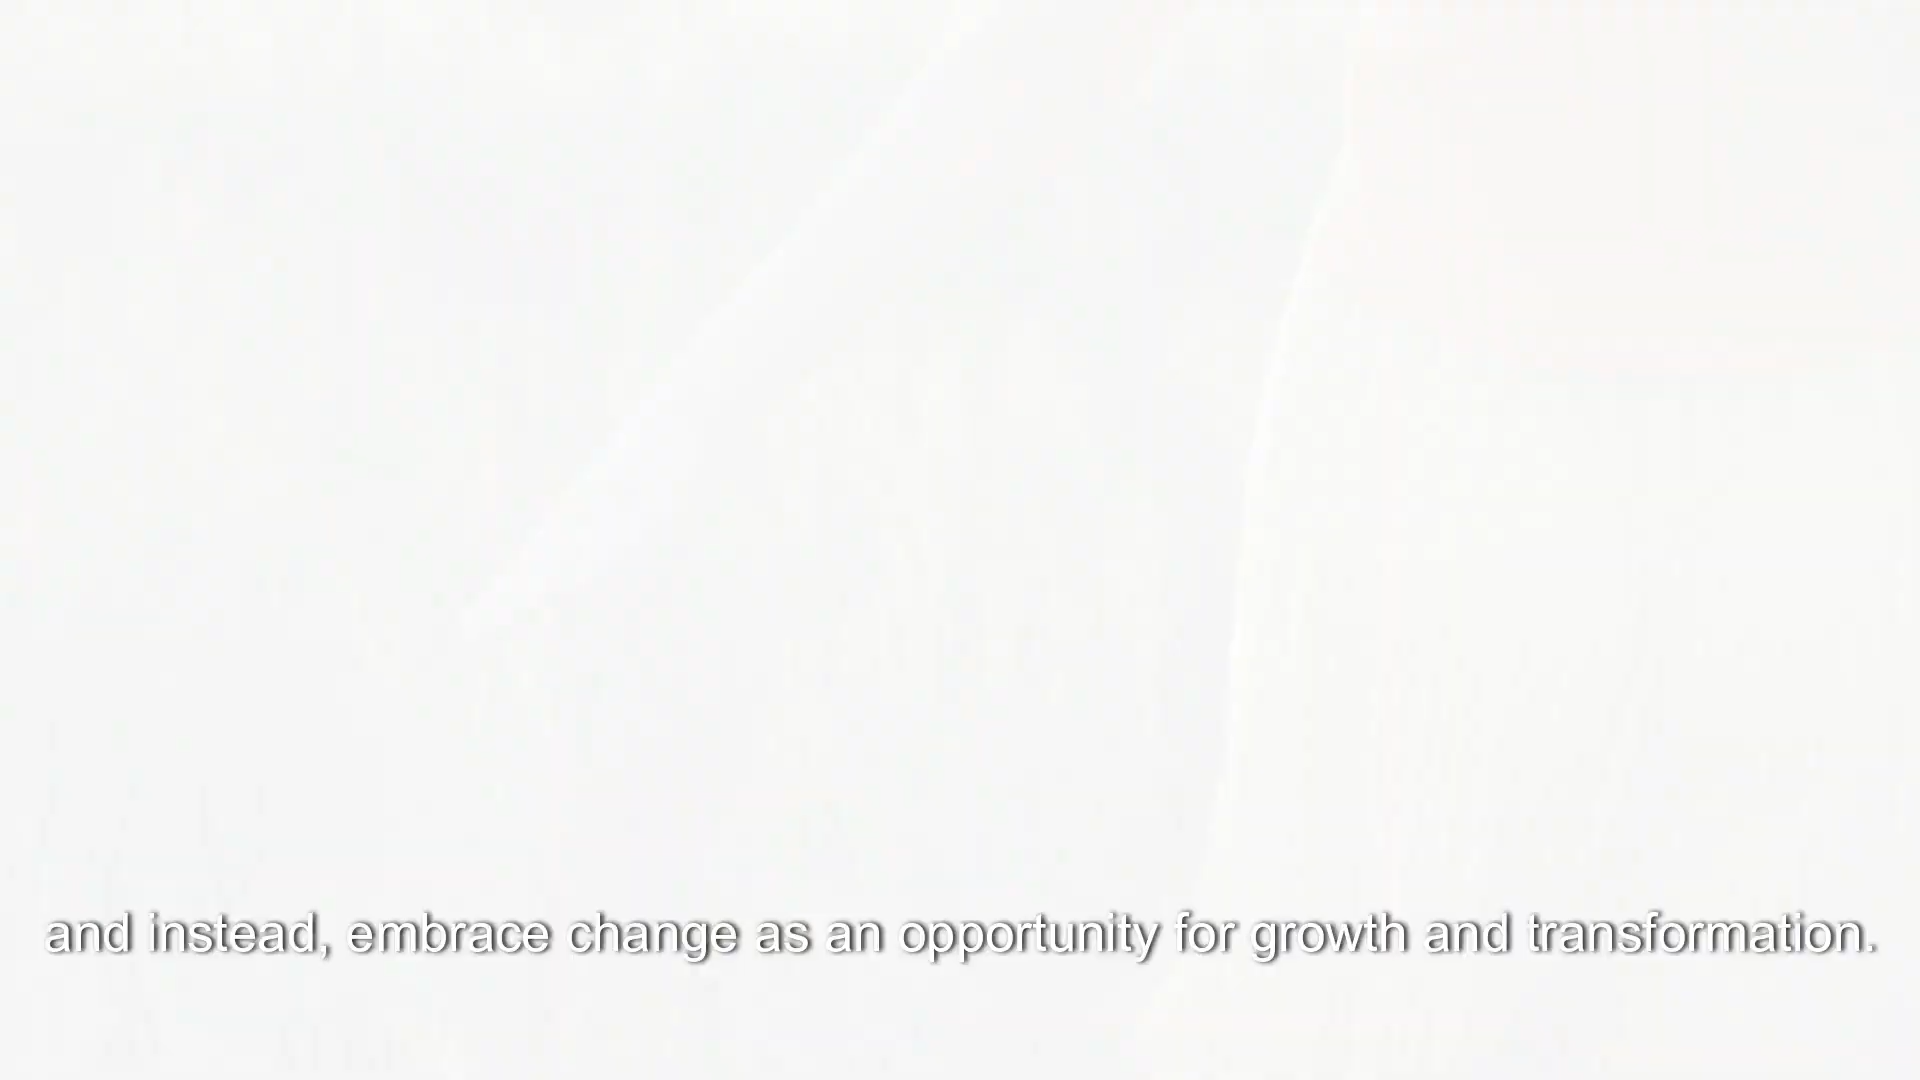 and instead, embrace change as an opportunity for growth and transformation.